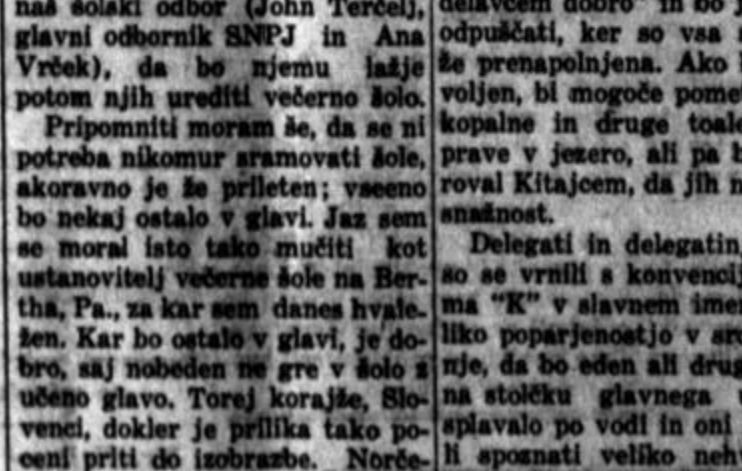 naš šolski odbor (John Terčelj,
glavni odbornik SNPJ in Ana
Vrček), da bo njemu lažje
potom njih urediti večerno šolo.
Pripomniti moram še, da se ni
potreba nikomur sramovati šole,
akoravno je že prileten; vseeno
bo nekaj ostalo v glavi. Jaz sem
se moral isto tako mučiti kot
ustanovitelj večerne šole na Ber-
tha, Pa., za kar sem danes hvale-
žen. Kar bo ostalo v glavi, je do-
bro, saj nobeden ne gre v šolo z
učeno glavo. Torej korajže, Slo-
venci, dokler je prilika tako po-
ceni priti do izobrazbe. Norče-
delavcem dobro in bo
odpuščati, ker so vsa
že prenapolnjena. Ako
voljen, bi mogoče pome
kopalne in druge toale
prave v jezero, ali pa
roval Kitajcem, da jih
snažnost.
Delegati in delegatin
so se vrnili s konvencij
ma "K" v slavnem imen
liko poparjenostjo v src
nje, da bo eden ali drug
na stolčku glavnega
splavalo po vodi in oni
li spoznati veliko neh